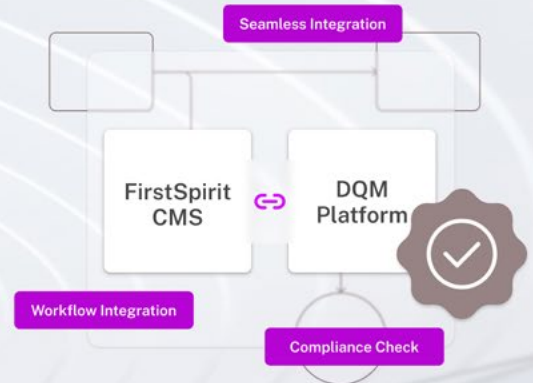 Seamless Integration
FirstSpirit
CMS
DQM
Platform
Workflow Integration
Compliance Check